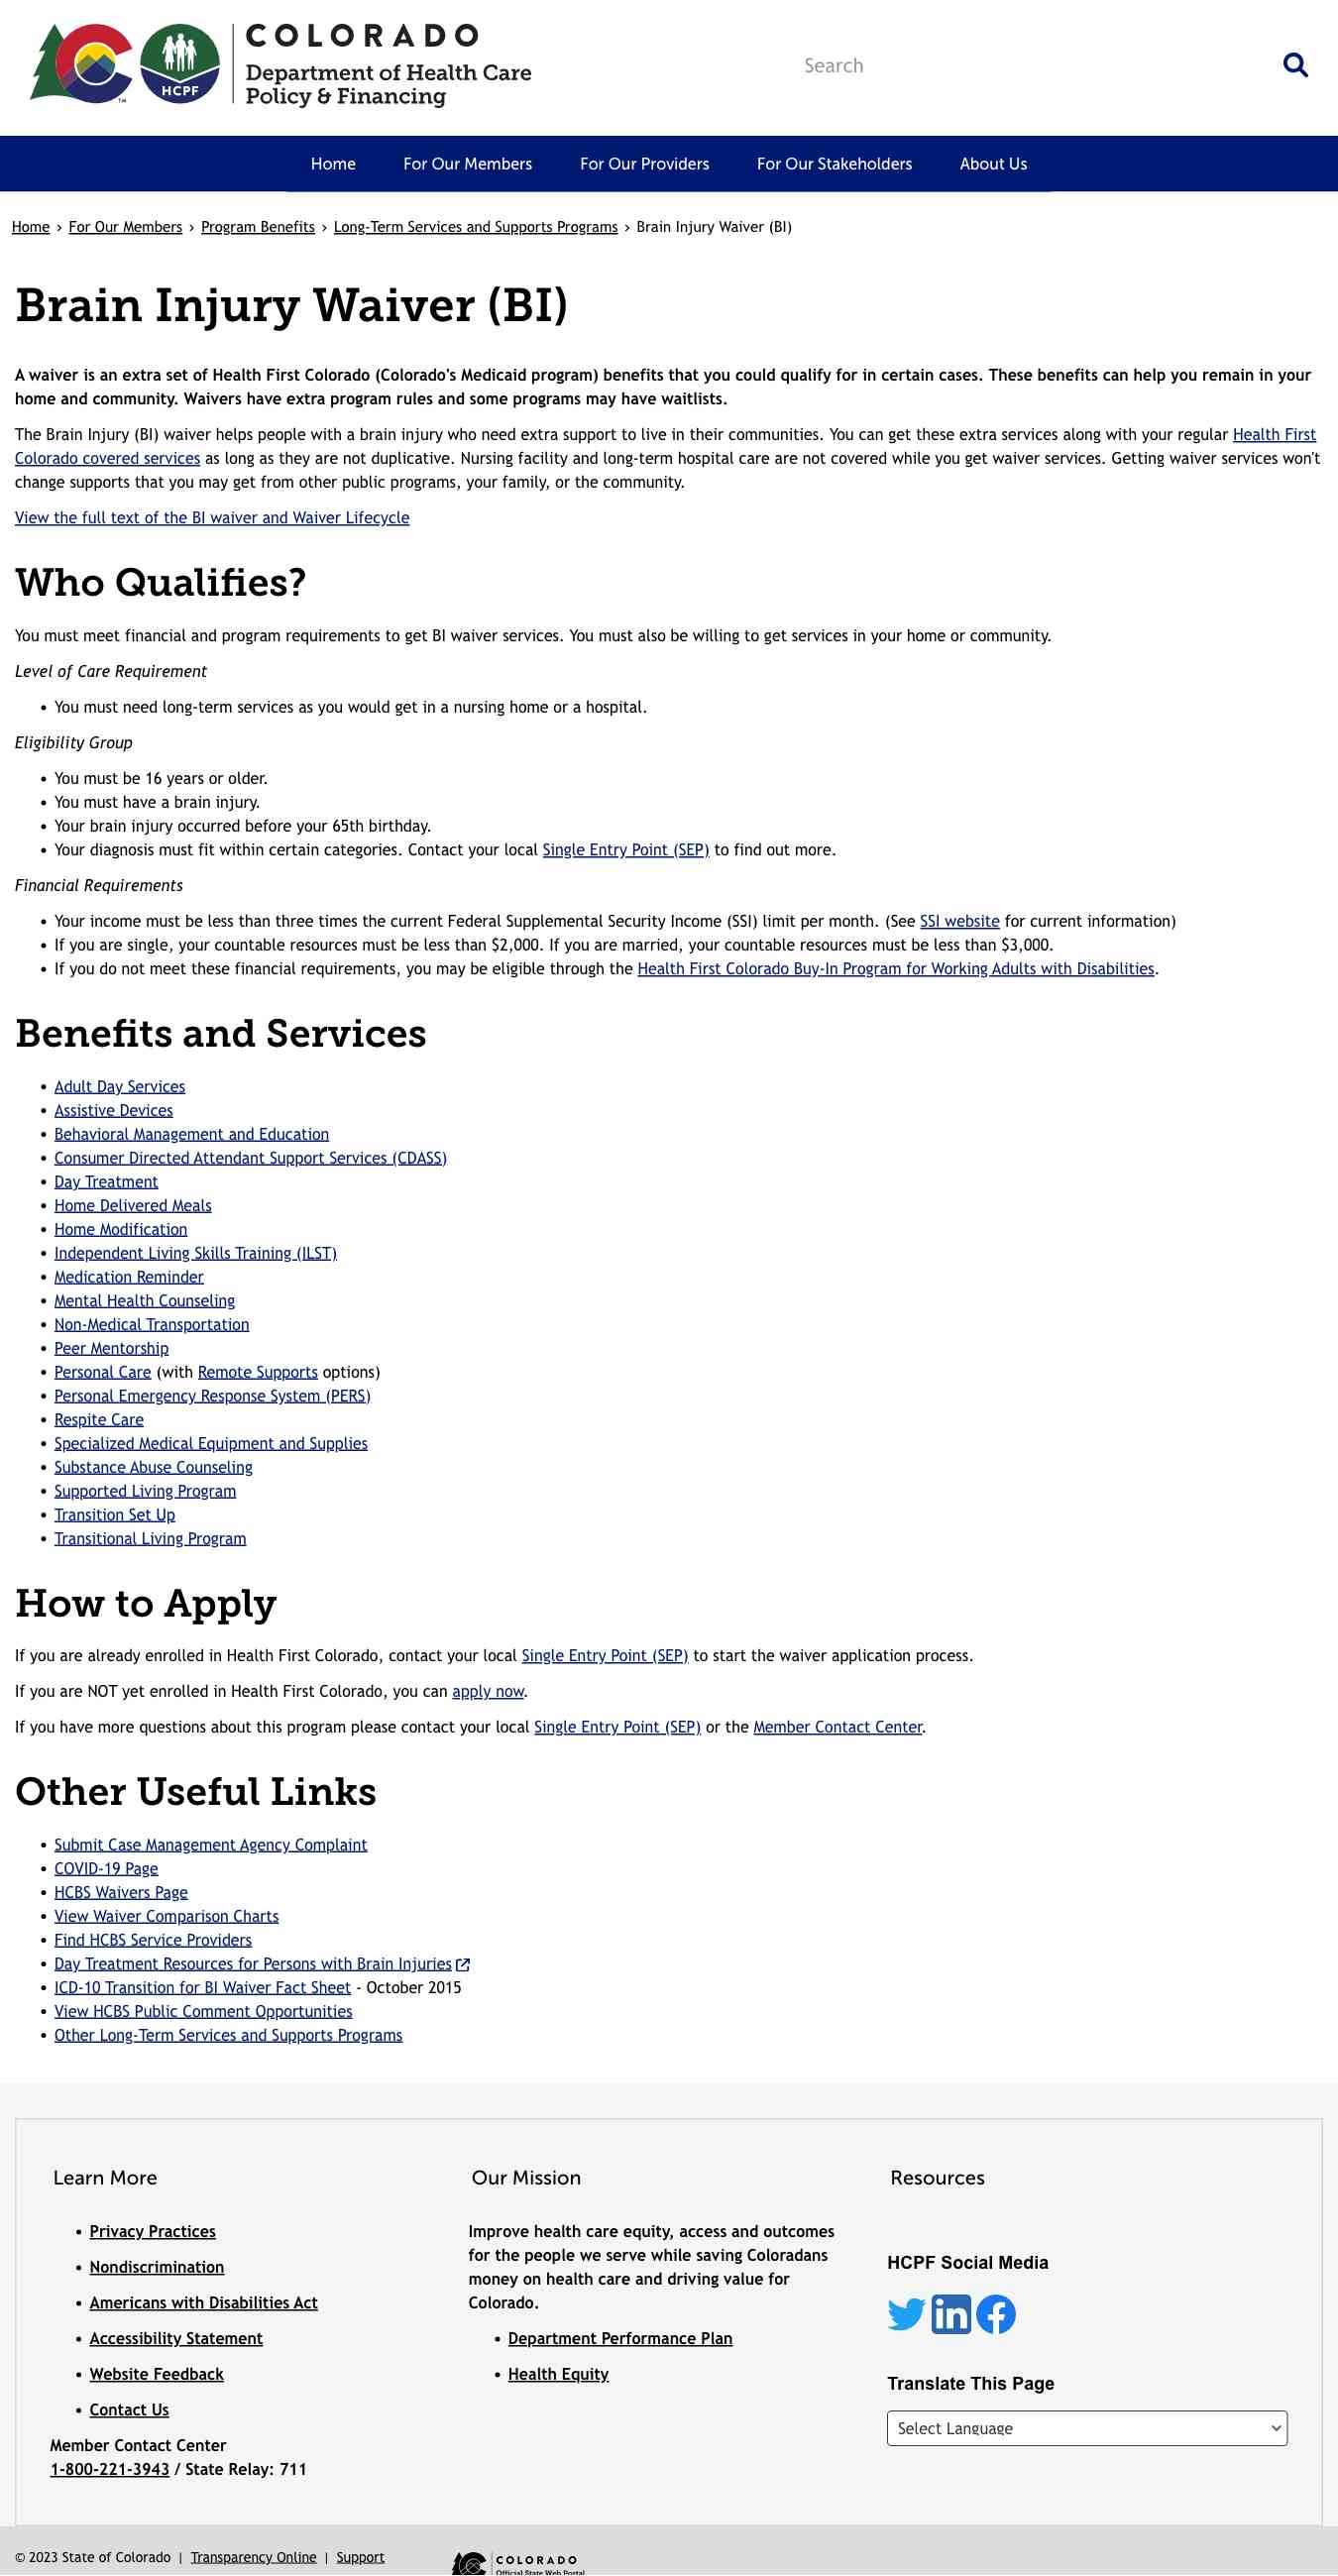 COLORADO
Department of Health Care
Policy & Financing
HCPF
TM
Search
Home For Our Members For Our Providers For Our Stakeholders About Us
Home › For Our Members › Program Benefits › Long-Term Services and Supports Programs › Brain Injury Waiver (BI)
Brain Injury Waiver (BI)
A waiver is an extra set of Health First Colorado (Colorado's Medicaid program) benefits that you could qualify for in certain cases. These benefits can help you remain in your
home and community. Waivers have extra program rules and some programs may have waitlists.
The Brain Injury (BI) waiver helps people with a brain injury who need extra support to live in their communities. You can get these extra services along with your regular Health First
Colorado covered services as long as they are not duplicative. Nursing facility and long-term hospital care are not covered while you get waiver services. Getting waiver services won't
change supports that you may get from other public programs, your family, or the community.
View the full text of the BI waiver and Waiver Lifecycle
Who Qualifies?
You must meet financial and program requirements to get BI waiver services. You must also be willing to get services in your home or community.
Level of Care Requirement
• You must need long-term services as you would get in a nursing home or a hospital.
Eligibility Group
• You must be 16 years or older.
• You must have a brain injury.
• Your brain injury occurred before your 65th birthday.
• Your diagnosis must fit within certain categories. Contact your local Single Entry Point (SEP) to find out more.
Financial Requirements
• Your income must be less than three times the current Federal Supplemental Security Income (SSI) limit per month. (See SSI website for current information)
• If you are single, your countable resources must be less than $2,000. If you are married, your countable resources must be less than $3,000.
• If you do not meet these financial requirements, you may be eligible through the Health First Colorado Buy-In Program for Working Adults with Disabilities.
Benefits and Services
• Adult Day Services
• Assistive Devices
• Behavioral Management and Education
• Consumer Directed Attendant Support Services (CDASS)
• Day Treatment
• Home Delivered Meals
• Home Modification
• Independent Living Skills Training (ILST)
• Medication Reminder
• Mental Health Counseling
• Non-Medical Transportation
• Peer Mentorship
• Personal Care (with Remote Supports options)
• Personal Emergency Response System (PERS)
• Respite Care
• Specialized Medical Equipment and Supplies
• Substance Abuse Counseling
• Supported Living Program
• Transition Set Up
• Transitional Living Program
How to Apply
If you are already enrolled in Health First Colorado, contact your local Single Entry Point (SEP) to start the waiver application process.
If you are NOT yet enrolled in Health First Colorado, you can apply now.
If you have more questions about this program please contact your local Single Entry Point (SEP) or the Member Contact Center.
Other Useful Links
• Submit Case Management Agency Complaint
• COVID-19 Page
• HCBS Waivers Page
• View Waiver Comparison Charts
• Find HCBS Service Providers
• Day Treatment Resources for Persons with Brain Injuries
• ICD-10 Transition for BI Waiver Fact Sheet - October 2015
• View HCBS Public Comment Opportunities
• Other Long-Term Services and Supports Programs
Learn More
• Privacy Practices
• Nondiscrimination
• Americans with Disabilities Act
• Accessibility Statement
• Website Feedback
• Contact Us
Member Contact Center
1-800-221-3943 / State Relay: 711
Our Mission
Improve health care equity, access and outcomes
for the people we serve while saving Coloradans
money on health care and driving value for
Colorado.
• Department Performance Plan
• Health Equity
Resources
HCPF Social Media
in
Translate This Page
Select Language
© 2023 State of Colorado | Transparency Online | Support
COLORADO
Official State Web Portal